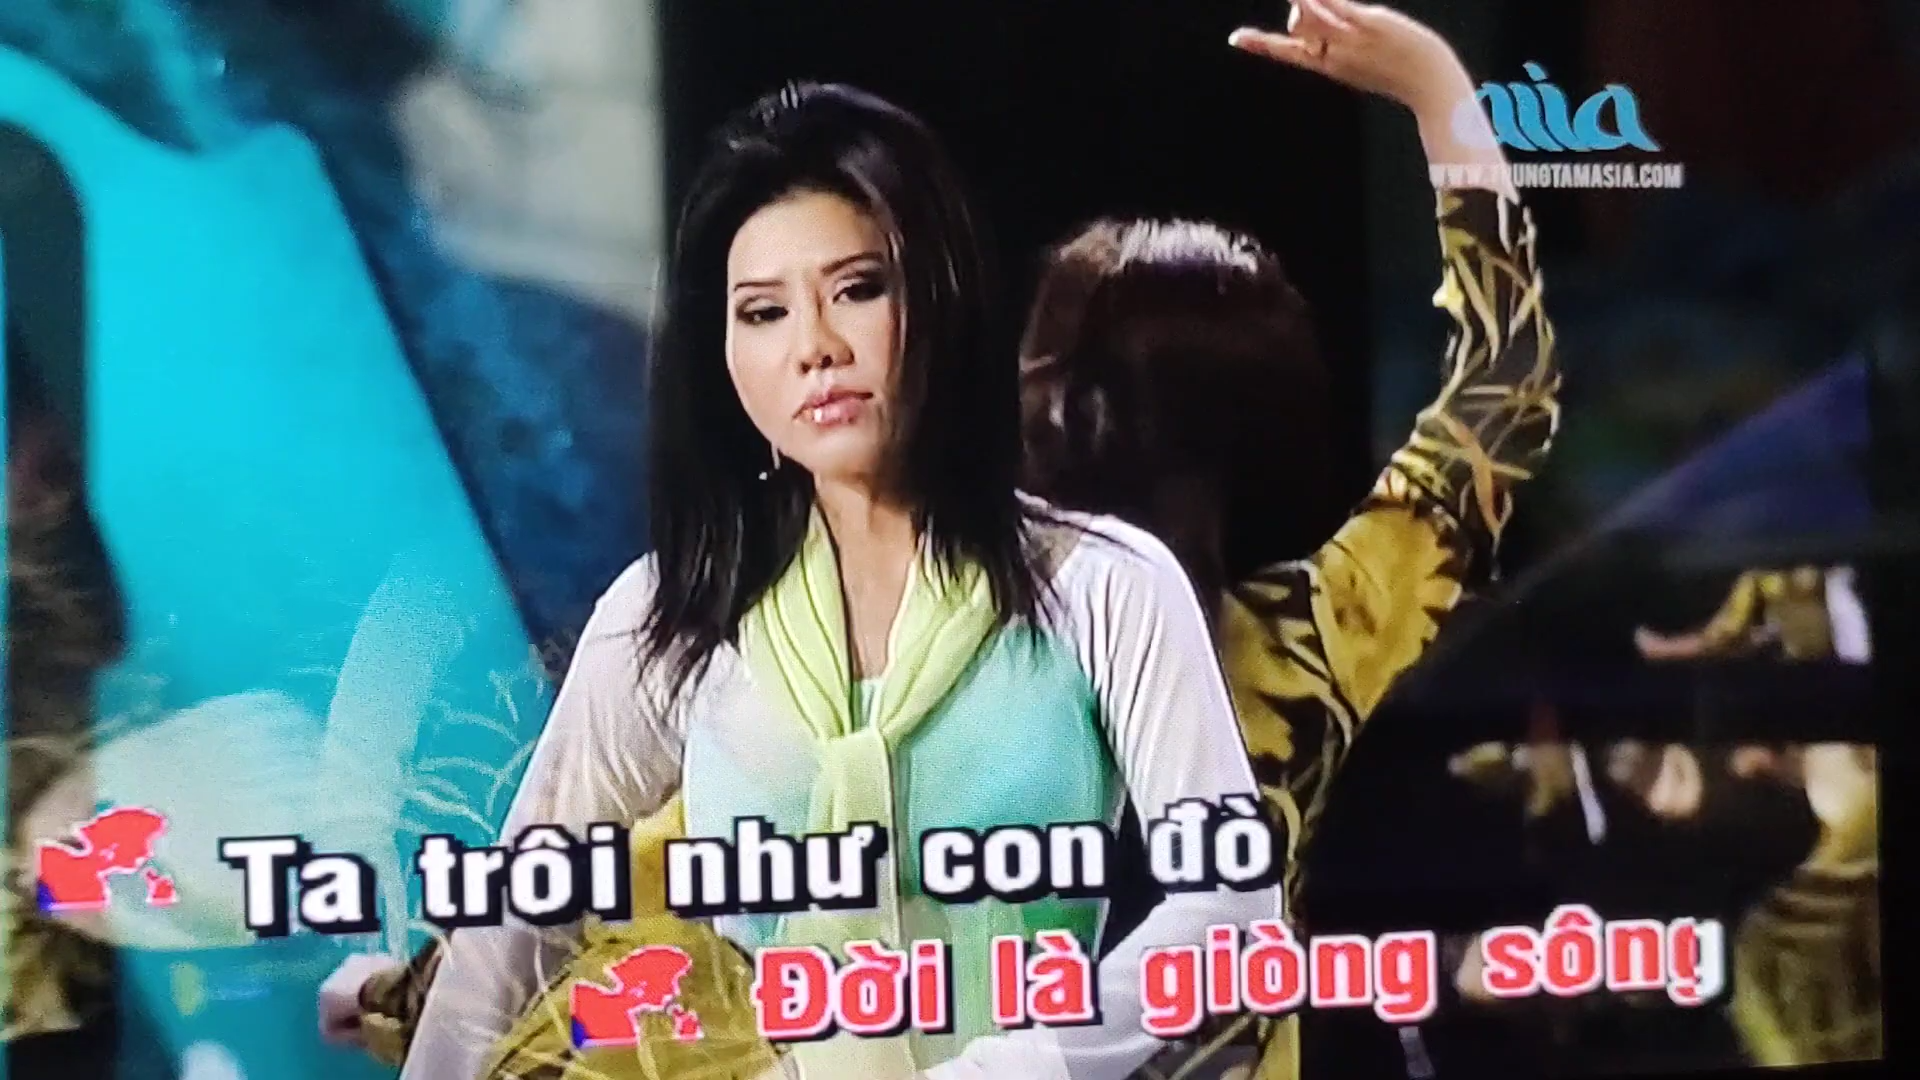 asia
WWW.TRUNGTAMASIA.COM
Ta trôi như con đò
Đời là giòng sông